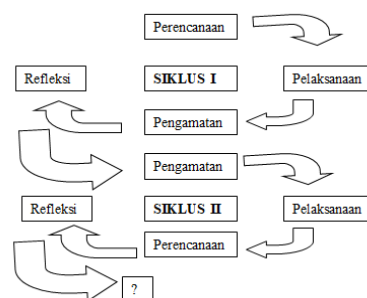 Perencanaan
Refleksi
SIKLUS I
Pelaksanaan
Pengamatan
Pengamatan
Refleksi
SIKLUS II
Pelaksanaan
Perencanaan
?